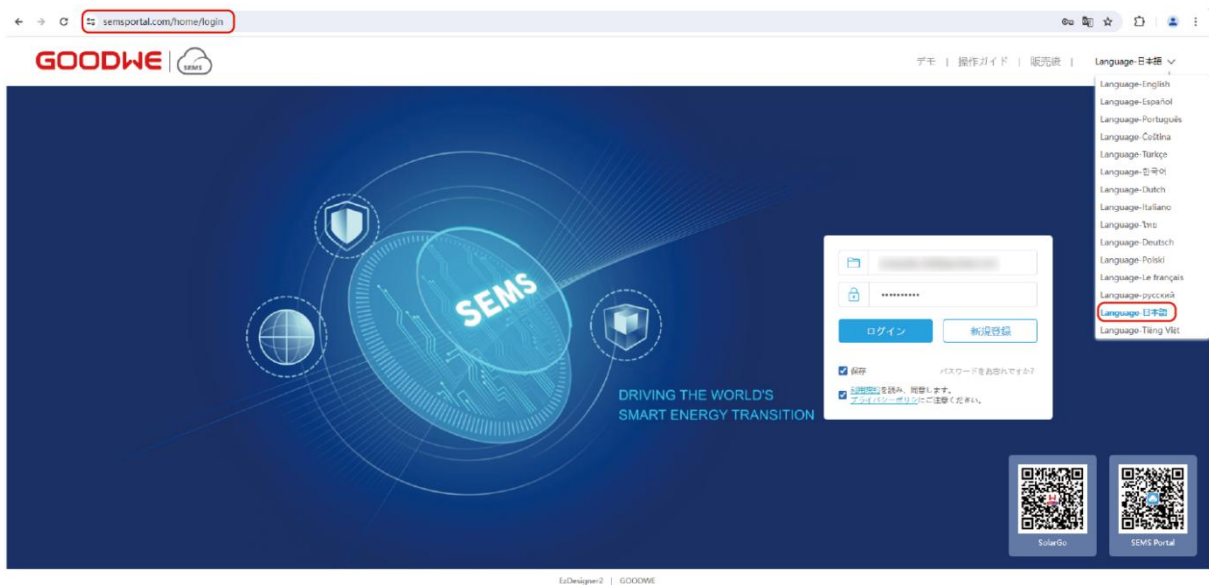 semsportal.com/home/login
GOODWE SEMS
デモ | 操作ガイド | 販売後 | Language-日本語
Language-English
Language-Español
Language-Português
Language-Čeština
Language-Türkçe
Language-한국어
Language-Dutch
Language-Italiano
Language-ไทย
Language-Deutsch
Language-Polski
Language-Le français
Language-русский
Language-日本語
Language-Tiếng Việt
SEMS
DRIVING THE WORLD'S
SMART ENERGY TRANSITION
ログイン 新規登録
保存 パスワードをお忘れですか?
利用規約を読み、同意します。
プライバシーポリシにご注意ください。
SolarGo SEMS Portal
EzDesigner2 | GOODWE